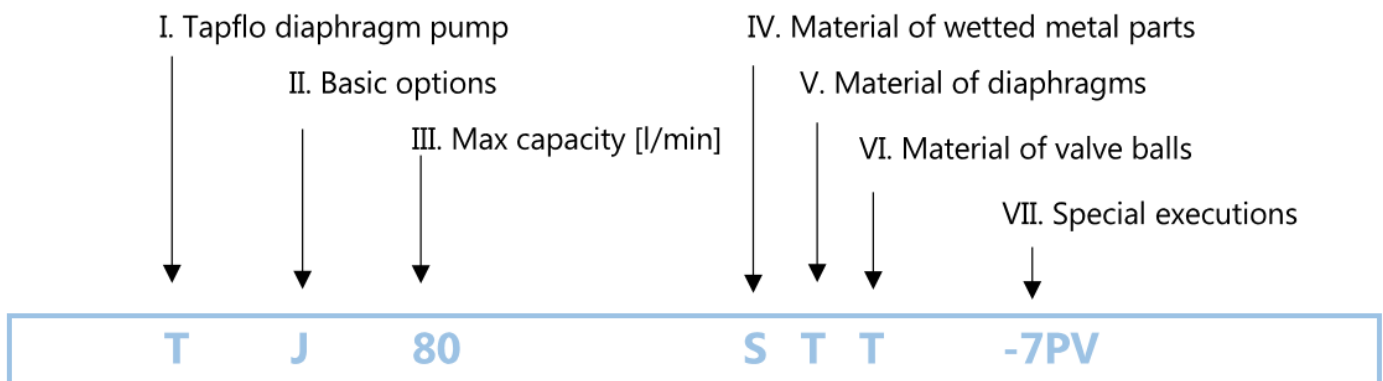 I. Tapflo diaphragm pump
IV. Material of wetted metal parts
II. Basic options
V. Material of diaphragms
III. Max capacity [l/min]
VI. Material of valve balls
VII. Special executions
T J 80 S T T -7PV